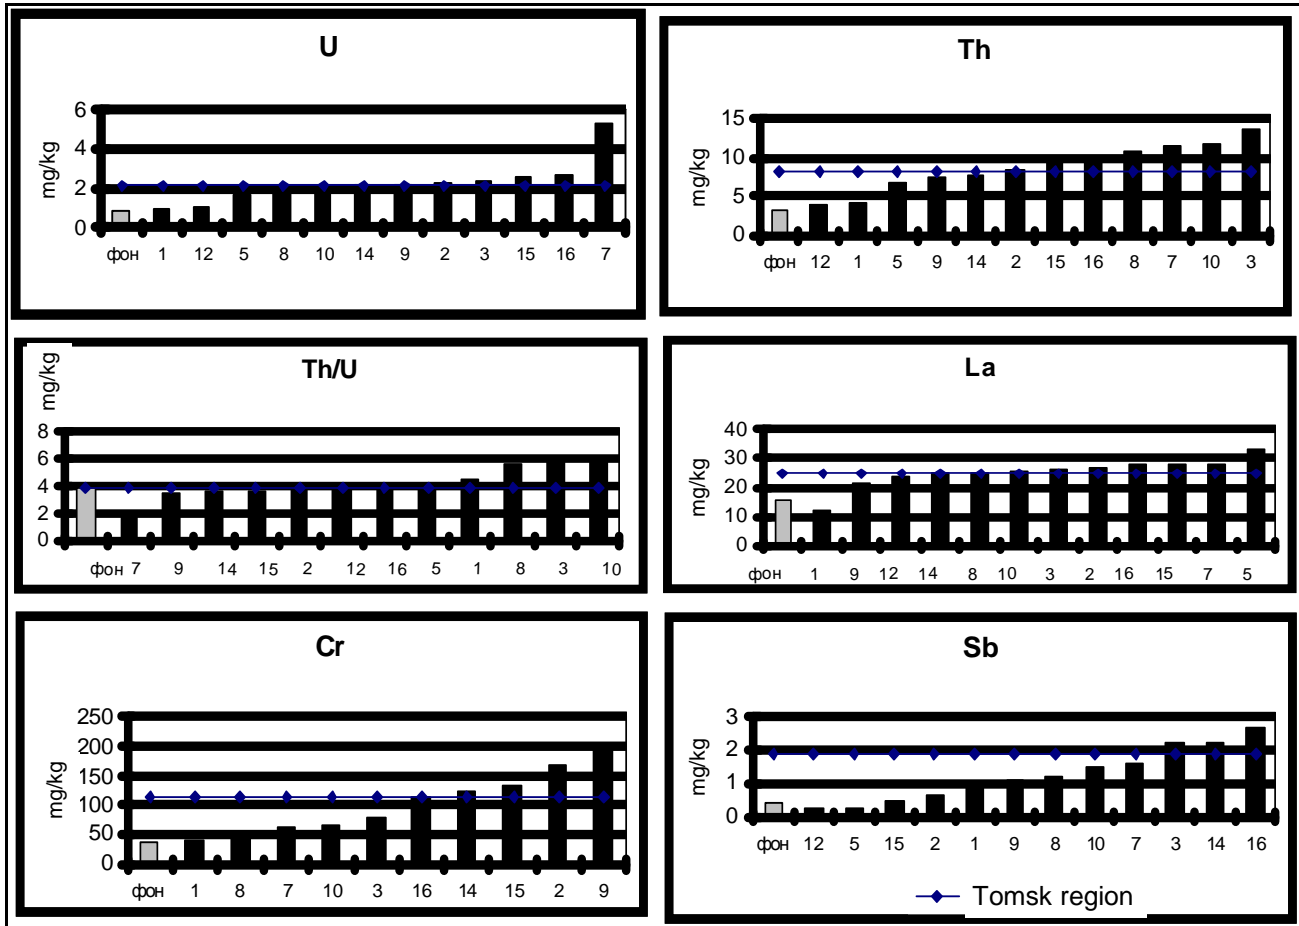 U
mg/kg
6
4
2
0
фон 1 12 5 8 10 14 9 2 3 15 16 7
Th
mg/kg
15
10
5
0
фон 12 1 5 9 14 2 15 16 8 7 10 3
Th/U
mg/kg
8
6
4
2
0
фон 7 9 14 15 2 12 16 5 1 8 3 10
La
mg/kg
40
30
20
10
0
фон 1 9 12 14 8 10 3 2 16 15 7 5
Cr
mg/kg
250
200
150
100
50
0
фон 1 8 7 10 3 16 14 15 2 9
Sb
mg/kg
3
2
1
0
фон 12 5 15 2 1 9 8 10 7 3 14 16
Tomsk region